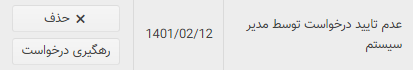 عدم تایید درخواست توسط مدیر
سیستم
1401/02/12
× حذف
رهگیری درخواست